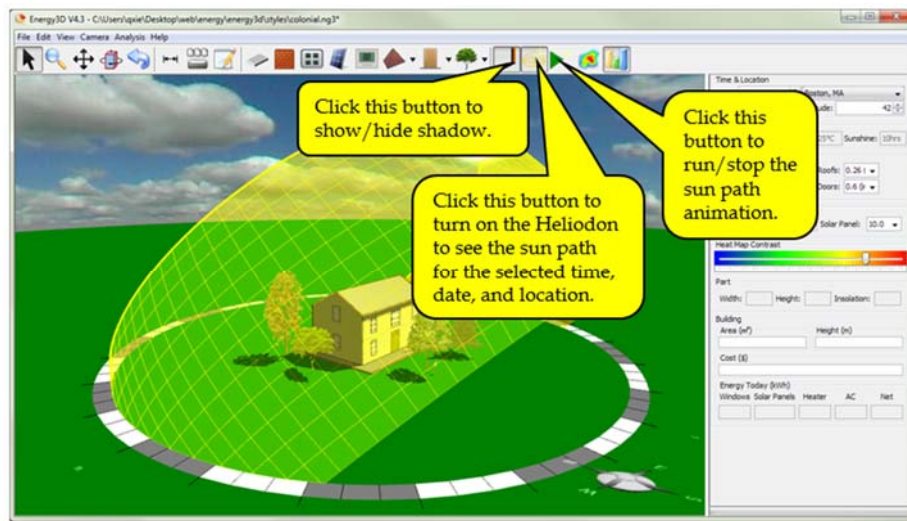 Energy3D V4.3 - C:\Users\qxie\Desktop\web\energy\energy3d\styles\colonial.ng3*
File Edit View Camera Analysis Help
Click this button to
show/hide shadow.
Click this button to
turn on the Heliodon
to see the sun path
for the selected time,
date, and location.
Click this
button to
run/stop the
sun path
animation.
Time & Location
Boston, MA
42
25°C Sunshine: 10hrs
Roofs: 0.26
Doors: 0.6
Solar Panel: 10.0
Heat Map Contrast
Part
Width: Height: Insolation:
Building
Area (m²) Height (m)
Cost ($)
Energy Today (kWh)
Windows Solar Panels Heater AC Net